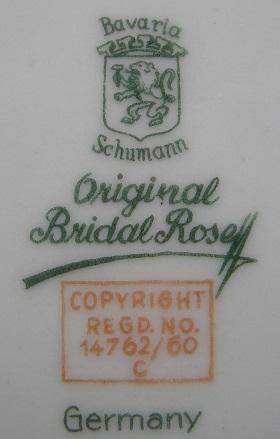 Bavaria
Schumann
Original
Bridal Rose
COPYRIGHT
REGD. NO.
14762/60
C
Germany